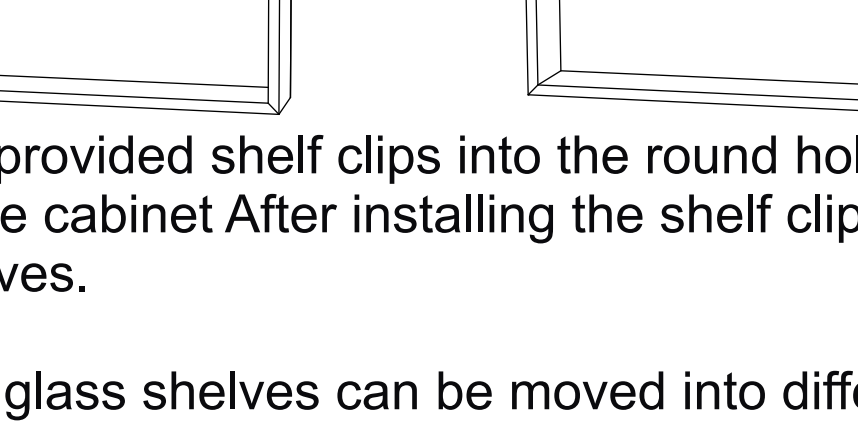 provided shelf clips into the round hol
e cabinet After installing the shelf clip
ves.
glass shelves can be moved into diffe